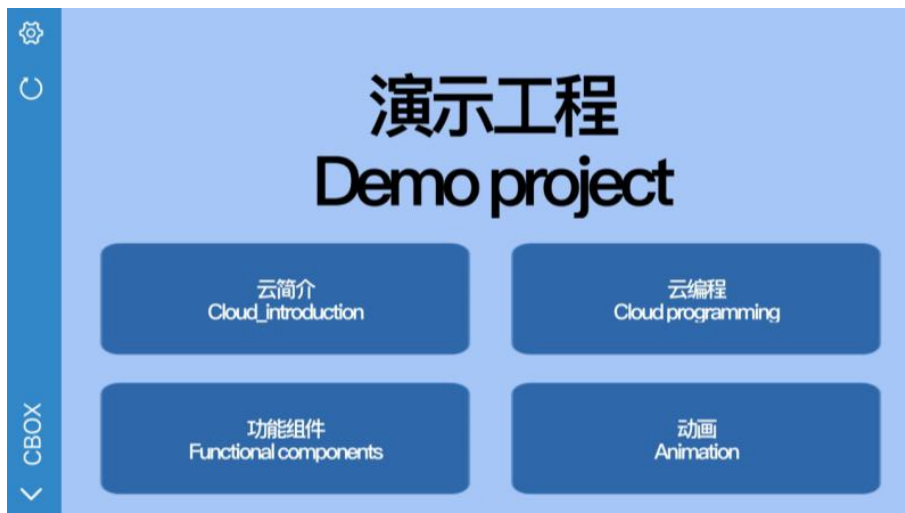 演示工程
Demo project
云简介
Cloud_introduction
云编程
Cloud programming
功能组件
Functional components
动画
Animation
CBOX